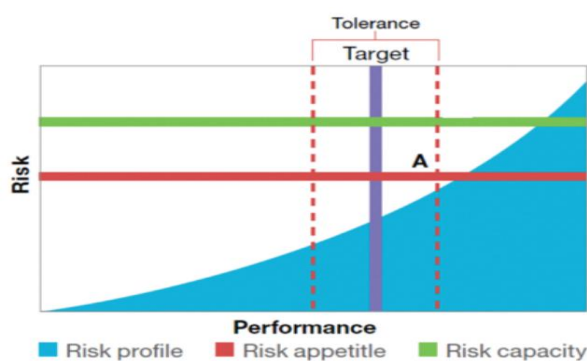 Tolerance
Target
A
Risk
Performance
Risk profile Risk appetitle Risk capacity